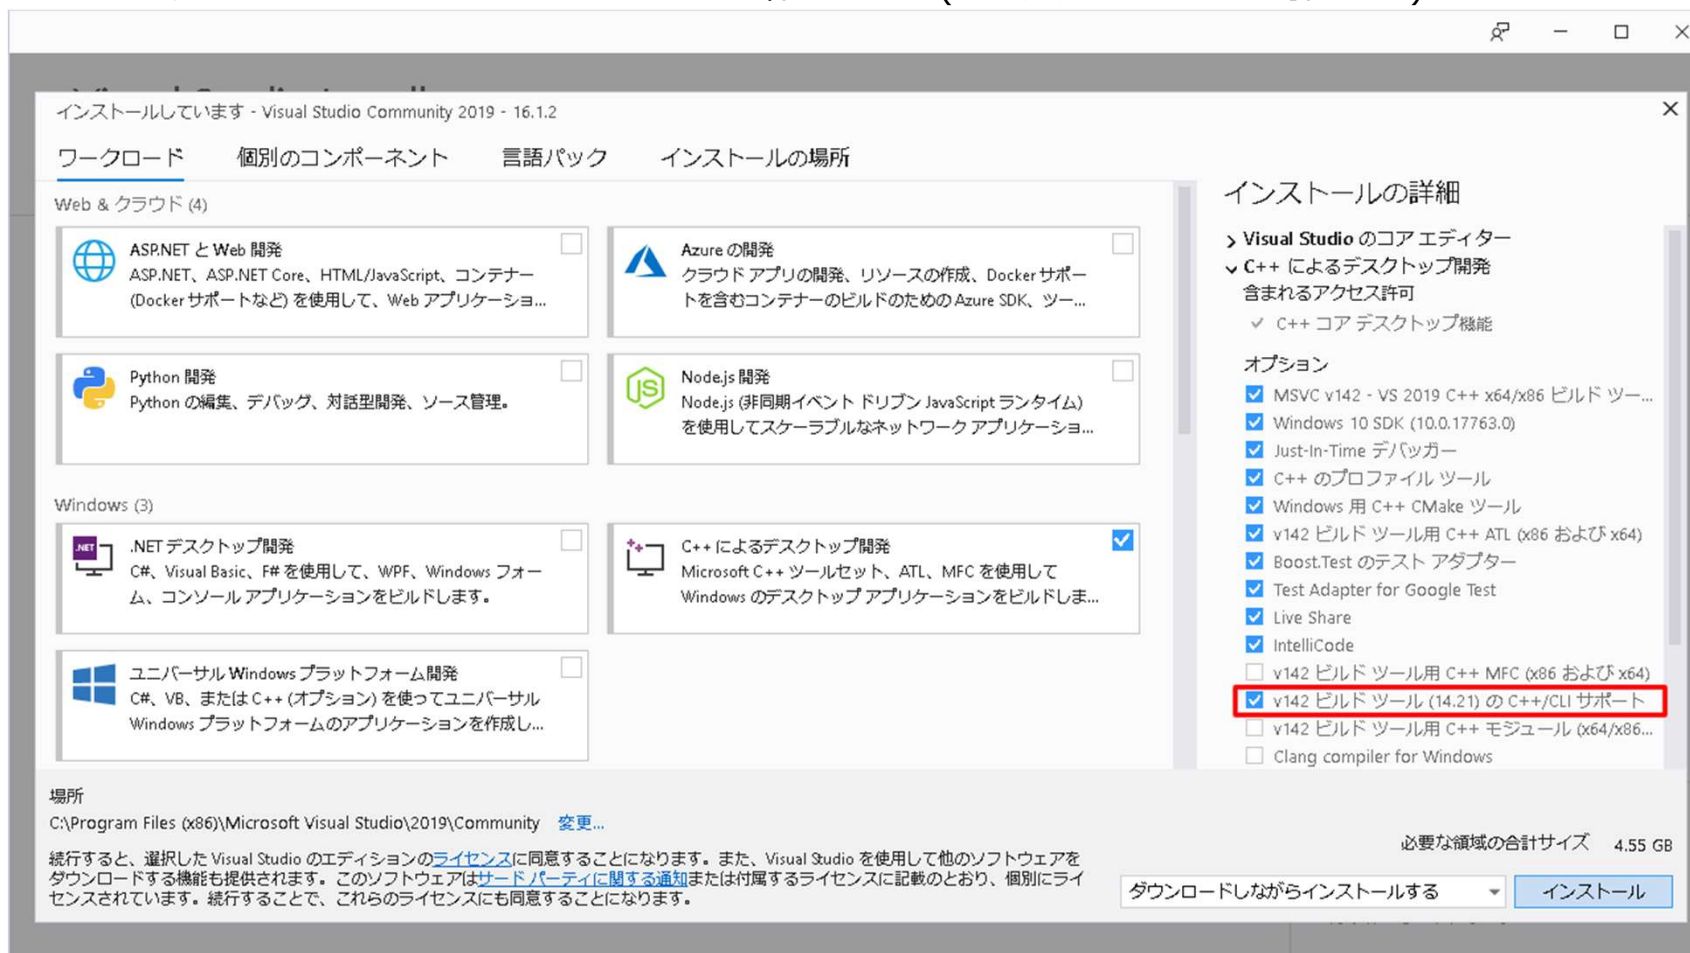 インストールしています - Visual Studio Community 2019 - 16.1.2
ワークロード 個別のコンポーネント 言語パック インストールの場所
Web & クラウド (4)
ASP.NET と Web 開発
ASP.NET、ASP.NET Core、HTML/JavaScript、コンテナー
(Docker サポートなど) を使用して、Web アプリケーショ...
Azure の開発
クラウド アプリの開発、リソースの作成、Docker サポー
トを含むコンテナーのビルドのための Azure SDK、ツー...
Python 開発
Python の編集、デバッグ、対話型開発、ソース管理。
Node.js 開発
Node.js (非同期イベント ドリブン JavaScript ランタイム)
を使用してスケーラブルなネットワーク アプリケーショ...
Windows (3)
.NET デスクトップ開発
C#、Visual Basic、F# を使用して、WPF、Windows フォー
ム、コンソール アプリケーションをビルドします。
C++ によるデスクトップ開発
Microsoft C++ ツールセット、ATL、MFC を使用して
Windows のデスクトップ アプリケーションをビルドしま...
ユニバーサル Windows プラットフォーム開発
C#、VB、または C++ (オプション) を使ってユニバーサル
Windows プラットフォームのアプリケーションを作成し...
インストールの詳細
Visual Studio のコア エディター
C++ によるデスクトップ開発
含まれるアクセス許可
C++ コア デスクトップ機能
オプション
MSVC v142 - VS 2019 C++ x64/x86 ビルド ツー...
Windows 10 SDK (10.0.17763.0)
Just-In-Time デバッガー
C++ のプロファイル ツール
Windows 用 C++ CMake ツール
v142 ビルド ツール用 C++ ATL (x86 および x64)
Boost.Test のテスト アダプター
Test Adapter for Google Test
Live Share
IntelliCode
v142 ビルド ツール用 C++ MFC (x86 および x64)
v142 ビルド ツール (14.21) の C++/CLI サポート
v142 ビルド ツール用 C++ モジュール (x64/x86...
Clang compiler for Windows
場所
C:\Program Files (x86)\Microsoft Visual Studio\2019\Community 変更...
続行すると、選択した Visual Studio のエディションのライセンスに同意することになります。また、Visual Studio を使用して他のソフトウェアを
ダウンロードする機能も提供されます。このソフトウェアはサード パーティに関する通知または付属するライセンスに記載のとおり、個別にライ
センスされています。続行することで、これらのライセンスにも同意することになります。
必要な領域の合計サイズ 4.55 GB
ダウンロードしながらインストールする インストール